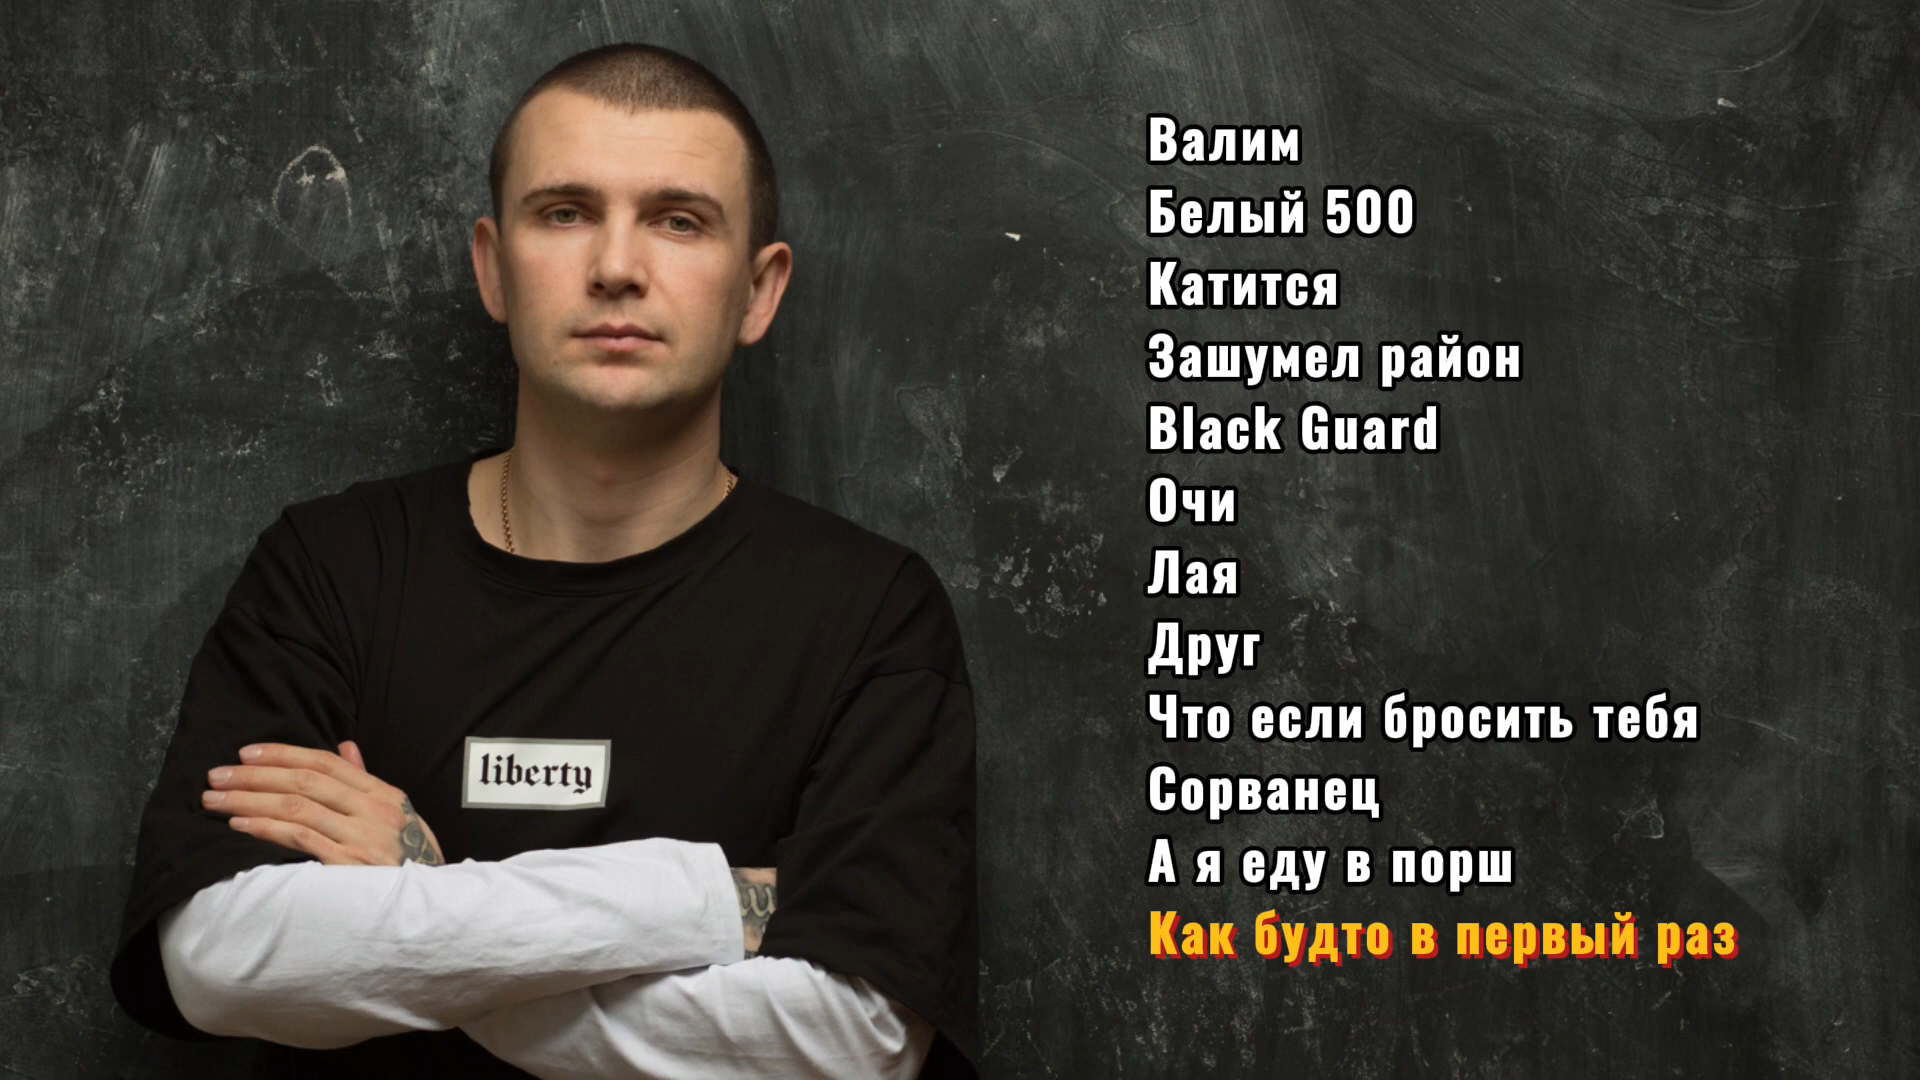 Валим
Белый 500
Катится
Зашумел район
Black Guard
Очи
Лая
Друг
Что если бросить тебя
Сорванец
А я еду в порш
Как будто в первый раз
liberty